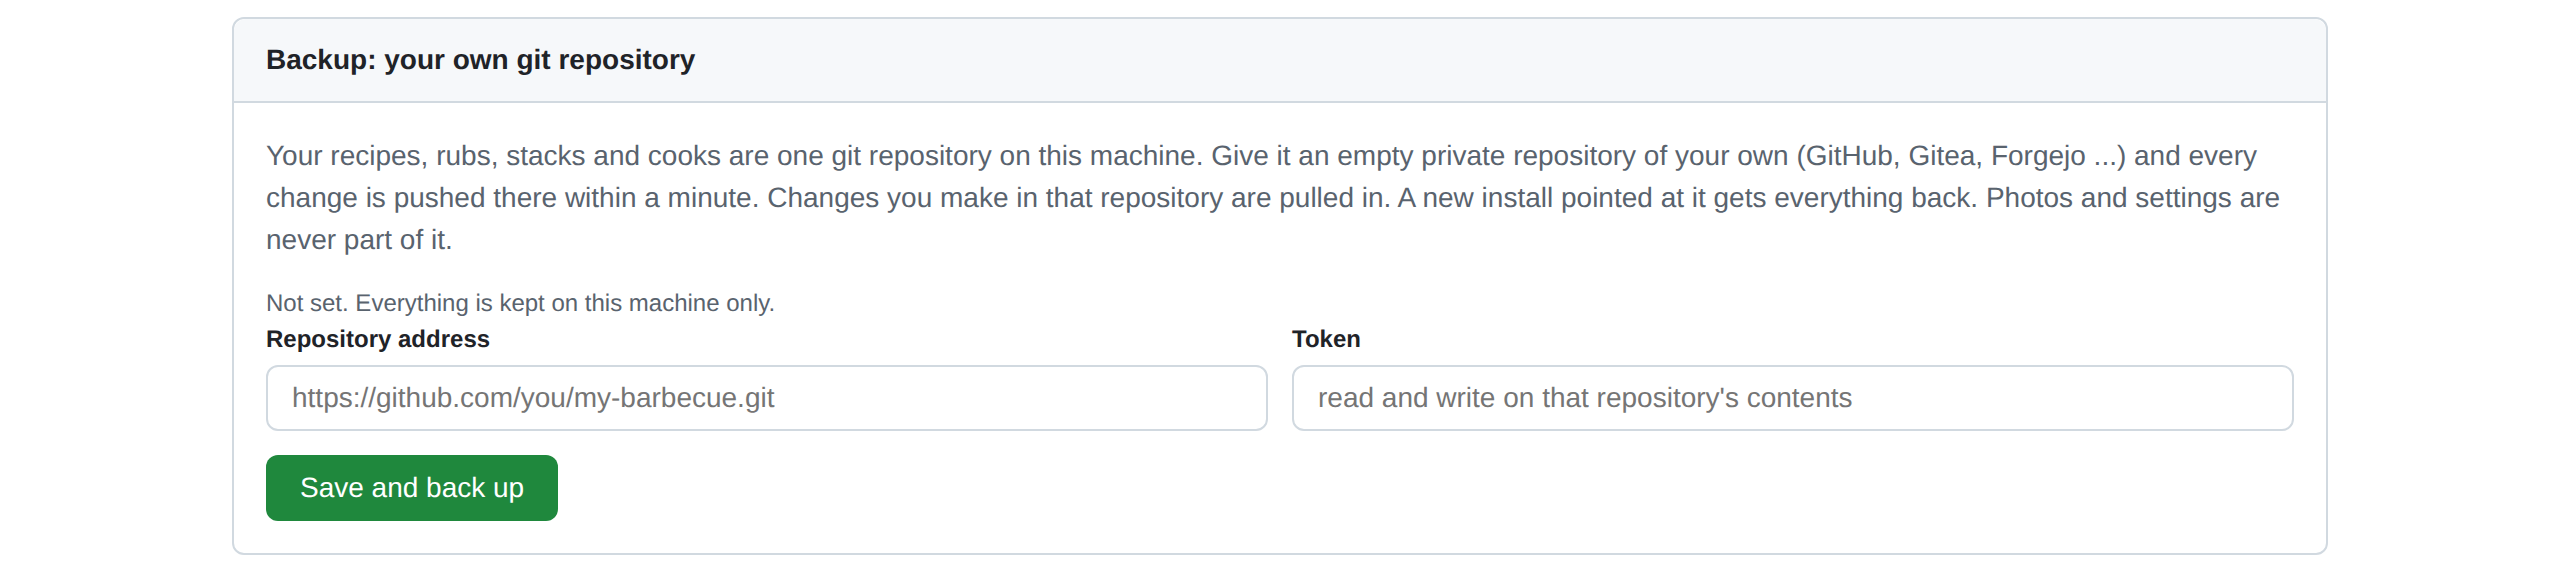 Backup: your own git repository
Your recipes, rubs, stacks and cooks are one git repository on this machine. Give it an empty private repository of your own (GitHub, Gitea, Forgejo ...) and every
change is pushed there within a minute. Changes you make in that repository are pulled in. A new install pointed at it gets everything back. Photos and settings are
never part of it.
Not set. Everything is kept on this machine only.
Repository address
Token
https://github.com/you/my-barbecue.git
read and write on that repository's contents
Save and back up